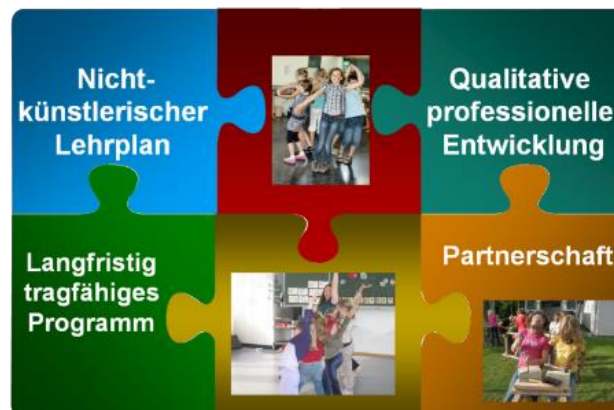 Nicht-
künstlerischer
Lehrplan
Qualitative
professionelle
Entwicklung
Langfristig
tragfähiges
Programm
Partnerschaft